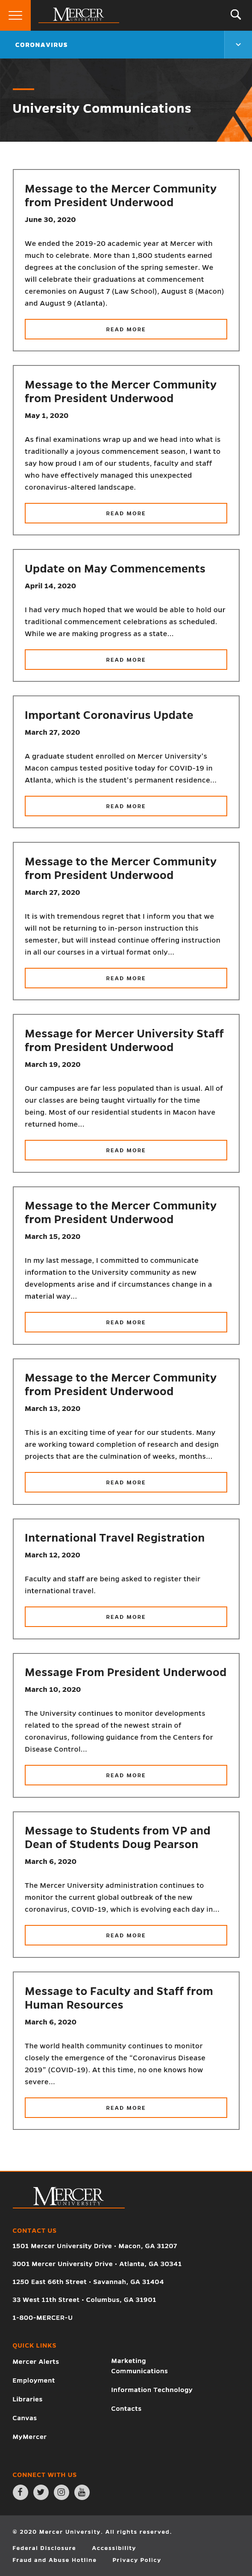 MERCER
UNIVERSITY
CORONAVIRUS
University Communications
Message to the Mercer Community
from President Underwood
June 30, 2020
We ended the 2019-20 academic year at Mercer with
much to celebrate. More than 1,800 students earned
degrees at the conclusion of the spring semester. We
will celebrate their graduations at commencement
ceremonies on August 7 (Law School), August 8 (Macon)
and August 9 (Atlanta).
READ MORE
Message to the Mercer Community
from President Underwood
May 1, 2020
As final examinations wrap up and we head into what is
traditionally a joyous commencement season, I want to
say how proud I am of our students, faculty and staff
who have effectively managed this unexpected
coronavirus-altered landscape.
READ MORE
Update on May Commencements
April 14, 2020
I had very much hoped that we would be able to hold our
traditional commencement celebrations as scheduled.
While we are making progress as a state...
READ MORE
Important Coronavirus Update
March 27, 2020
A graduate student enrolled on Mercer University's
Macon campus tested positive today for COVID-19 in
Atlanta, which is the student's permanent residence...
READ MORE
Message to the Mercer Community
from President Underwood
March 27, 2020
It is with tremendous regret that I inform you that we
will not be returning to in-person instruction this
semester, but will instead continue offering instruction
in all our courses in a virtual format only...
READ MORE
Message for Mercer University Staff
from President Underwood
March 19, 2020
Our campuses are far less populated than is usual. All of
our classes are being taught virtually for the time
being. Most of our residential students in Macon have
returned home...
READ MORE
Message to the Mercer Community
from President Underwood
March 15, 2020
In my last message, I committed to communicate
information to the University community as new
developments arise and if circumstances change in a
material way...
READ MORE
Message to the Mercer Community
from President Underwood
March 13, 2020
This is an exciting time of year for our students. Many
are working toward completion of research and design
projects that are the culmination of weeks, months...
READ MORE
International Travel Registration
March 12, 2020
Faculty and staff are being asked to register their
international travel.
READ MORE
Message From President Underwood
March 10, 2020
The University continues to monitor developments
related to the spread of the newest strain of
coronavirus, following guidance from the Centers for
Disease Control...
READ MORE
Message to Students from VP and
Dean of Students Doug Pearson
March 6, 2020
The Mercer University administration continues to
monitor the current global outbreak of the new
coronavirus, COVID-19, which is evolving each day in...
READ MORE
Message to Faculty and Staff from
Human Resources
March 6, 2020
The world health community continues to monitor
closely the emergence of the "Coronavirus Disease
2019" (COVID-19). At this time, no one knows how
severe...
READ MORE
MERCER
UNIVERSITY
CONTACT US
1501 Mercer University Drive • Macon, GA 31207
3001 Mercer University Drive • Atlanta, GA 30341
1250 East 66th Street • Savannah, GA 31404
33 West 11th Street • Columbus, GA 31901
1-800-MERCER-U
QUICK LINKS
Mercer Alerts
Employment
Libraries
Canvas
MyMercer
Marketing
Communications
Information Technology
Contacts
CONNECT WITH US
© 2020 Mercer University. All rights reserved.
Federal Disclosure Accessibility
Fraud and Abuse Hotline Privacy Policy